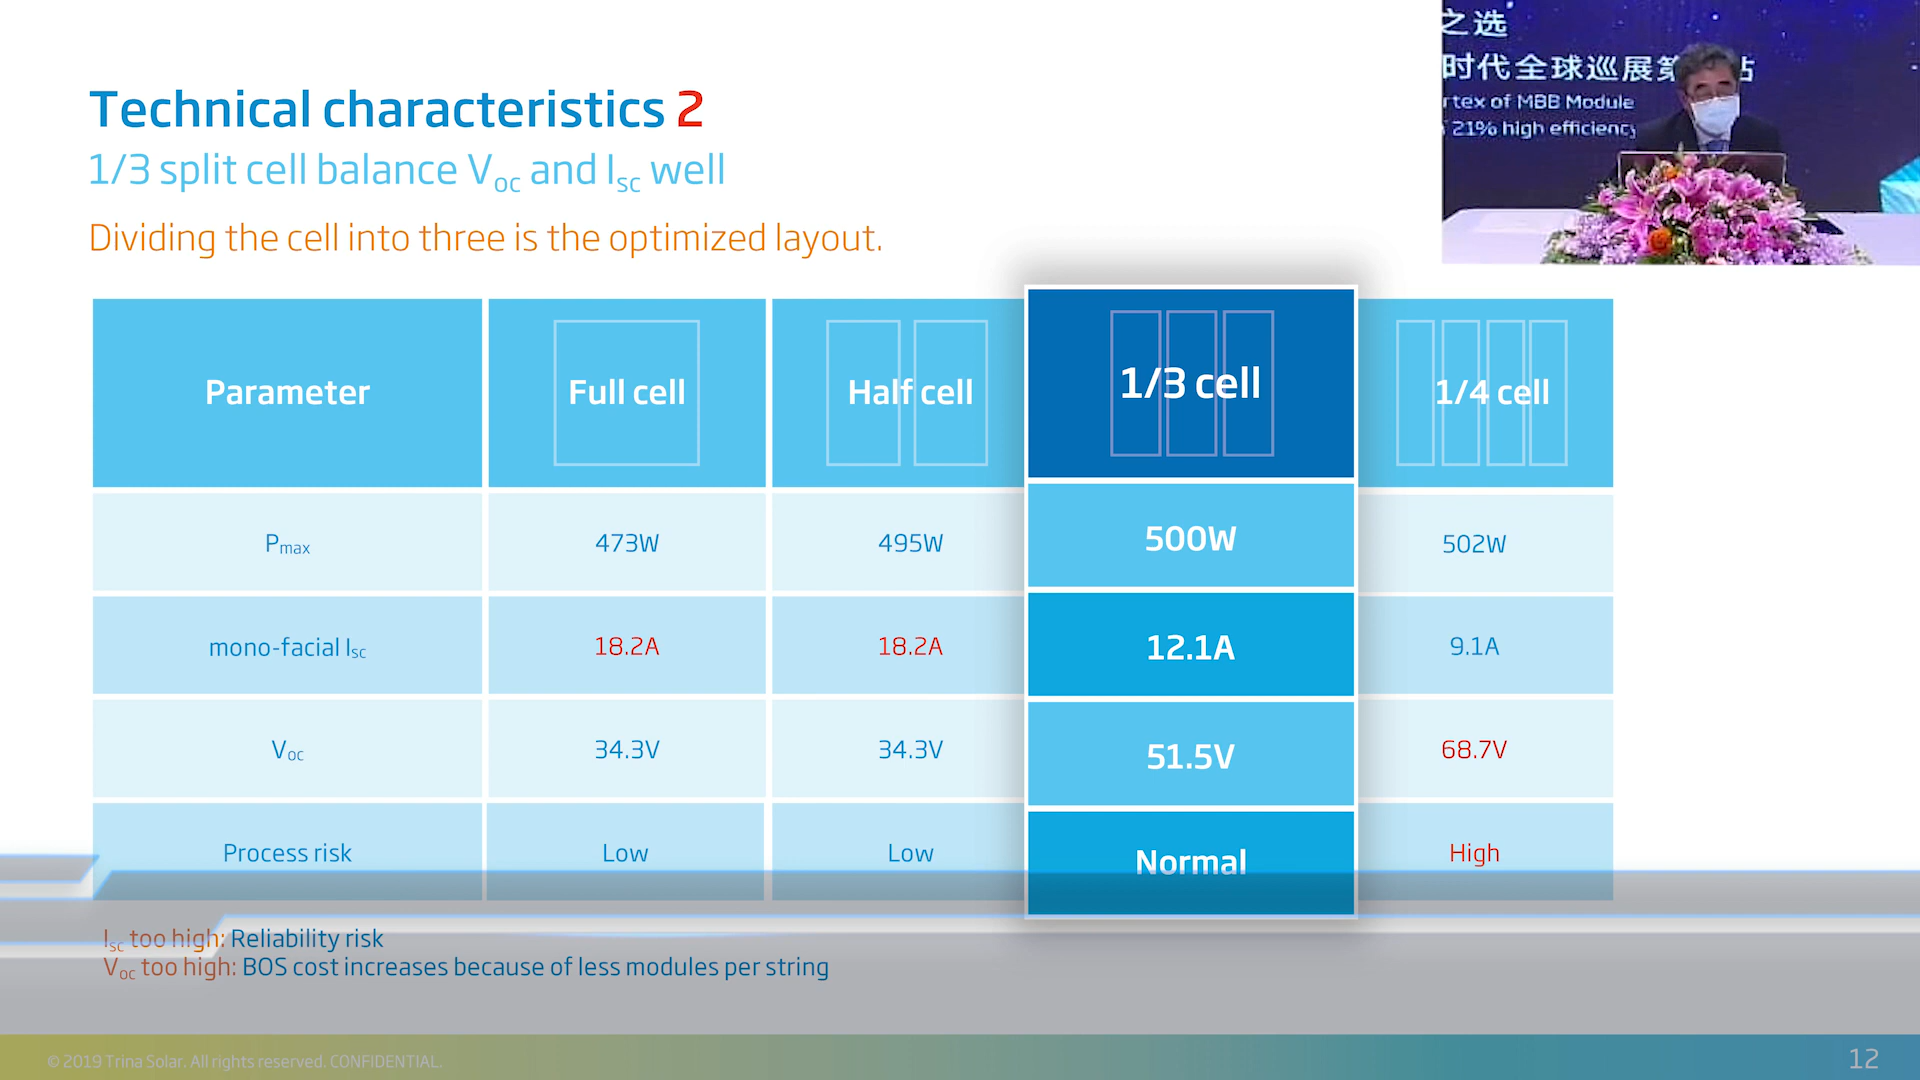 Technical characteristics 2
1/3 split cell balance Voc and Isc well
Dividing the cell into three is the optimized layout.
之选
时代全球巡展
of MBB Module
21% high efficiency
Parameter Full cell Half cell 1/3 cell 1/4 cell
Pmax 473W 495W 500W 502W
mono-facial Isc 18.2A 18.2A 12.1A 9.1A
Voc 34.3V 34.3V 51.5V 68.7V
Process risk Low Low Normal High
Isc too high: Reliability risk
Voc too high: BOS cost increases because of less modules per string
© 2019 Trina Solar. All rights reserved. CONFIDENTIAL.
12